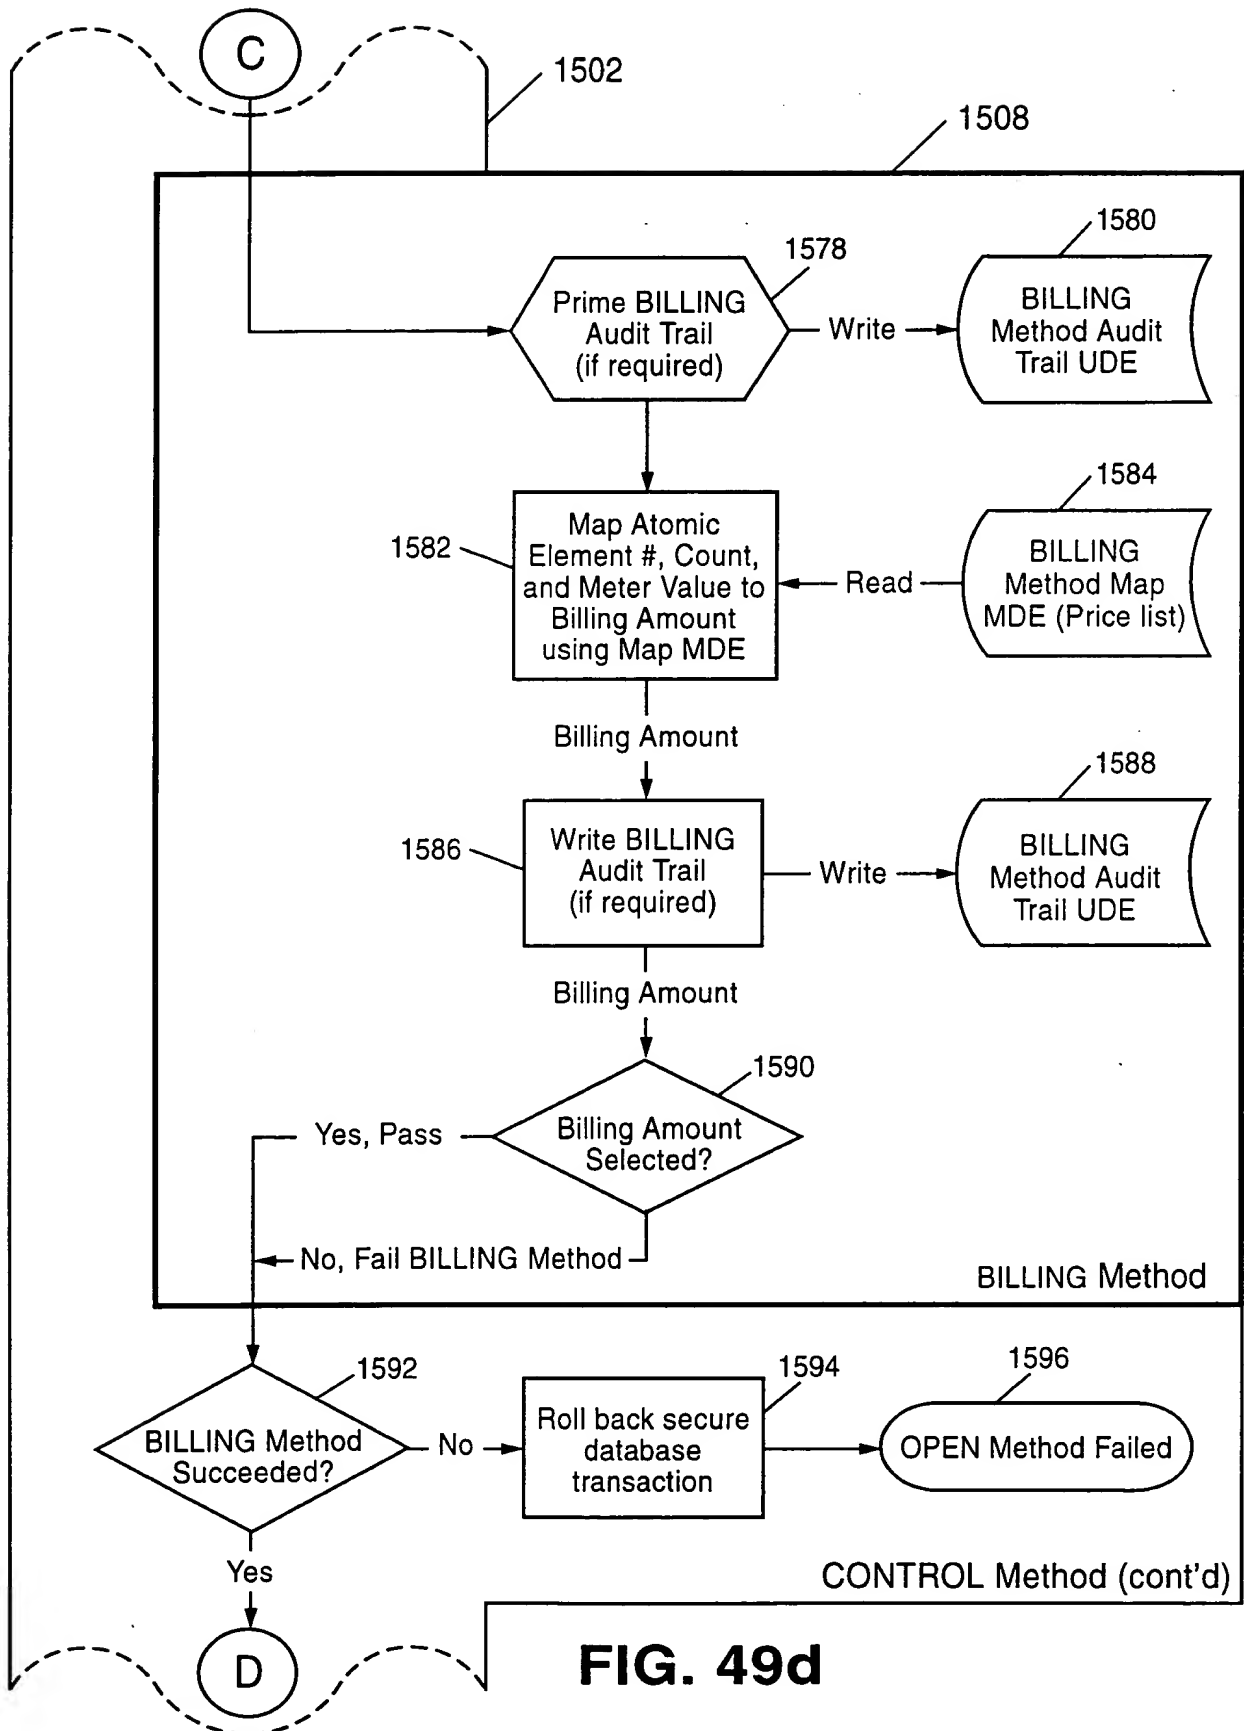 C
1502
1508
1578
1580
Prime BILLING
Audit Trail
(if required)
Write
BILLING
Method Audit
Trail UDE
1582
1584
Map Atomic
Element #, Count,
and Meter Value to
Billing Amount
using Map MDE
Read
BILLING
Method Map
MDE (Price list)
Billing Amount
1586
1588
Write BILLING
Audit Trail
(if required)
Write
BILLING
Method Audit
Trail UDE
Billing Amount
1590
Billing Amount
Selected?
Yes, Pass
No, Fail BILLING Method
BILLING Method
1592
1594
1596
BILLING Method
Succeeded?
No
Roll back secure
database
transaction
OPEN Method Failed
Yes
CONTROL Method (cont'd)
D
FIG. 49d